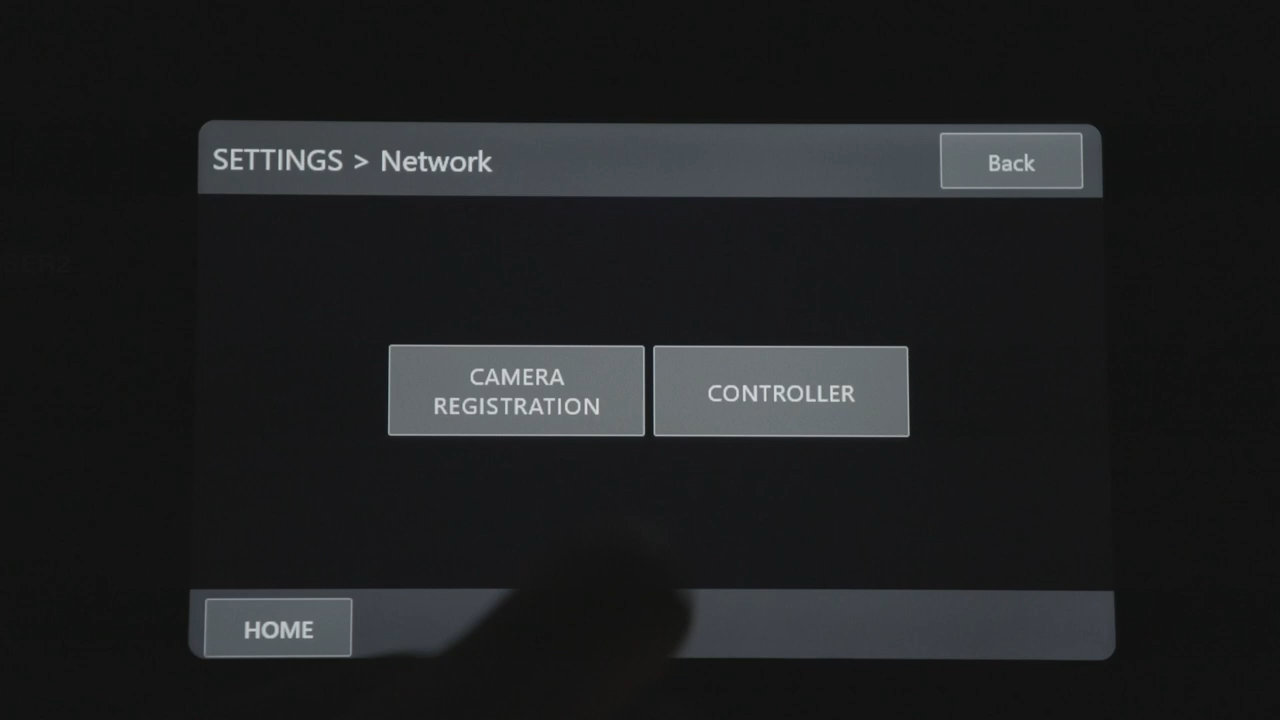 SETTINGS > Network
Back
CAMERA
REGISTRATION
CONTROLLER
HOME